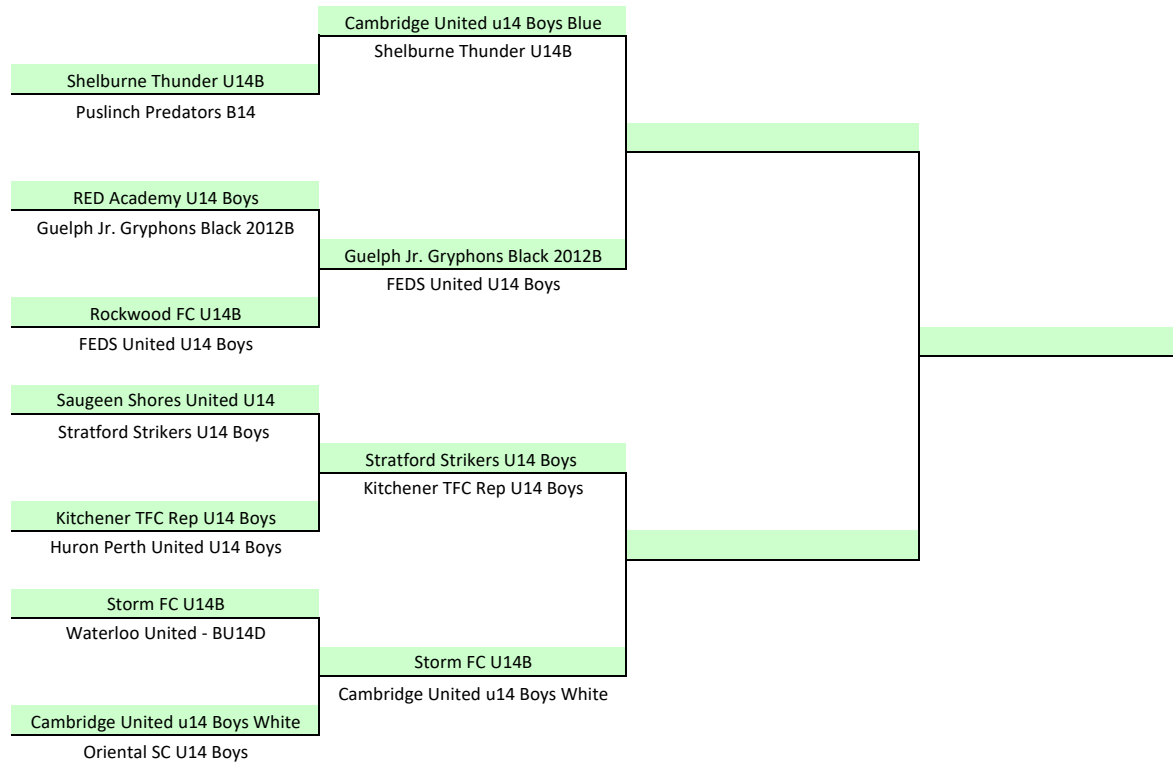 Cambridge United u14 Boys Blue
Shelburne Thunder U14B
Shelburne Thunder U14B
Puslinch Predators B14
RED Academy U14 Boys
Guelph Jr. Gryphons Black 2012B
Guelph Jr. Gryphons Black 2012B
FEDS United U14 Boys
Rockwood FC U14B
FEDS United U14 Boys
Saugeen Shores United U14
Stratford Strikers U14 Boys
Stratford Strikers U14 Boys
Kitchener TFC Rep U14 Boys
Kitchener TFC Rep U14 Boys
Huron Perth United U14 Boys
Storm FC U14B
Waterloo United - BU14D
Storm FC U14B
Cambridge United u14 Boys White
Cambridge United u14 Boys White
Oriental SC U14 Boys